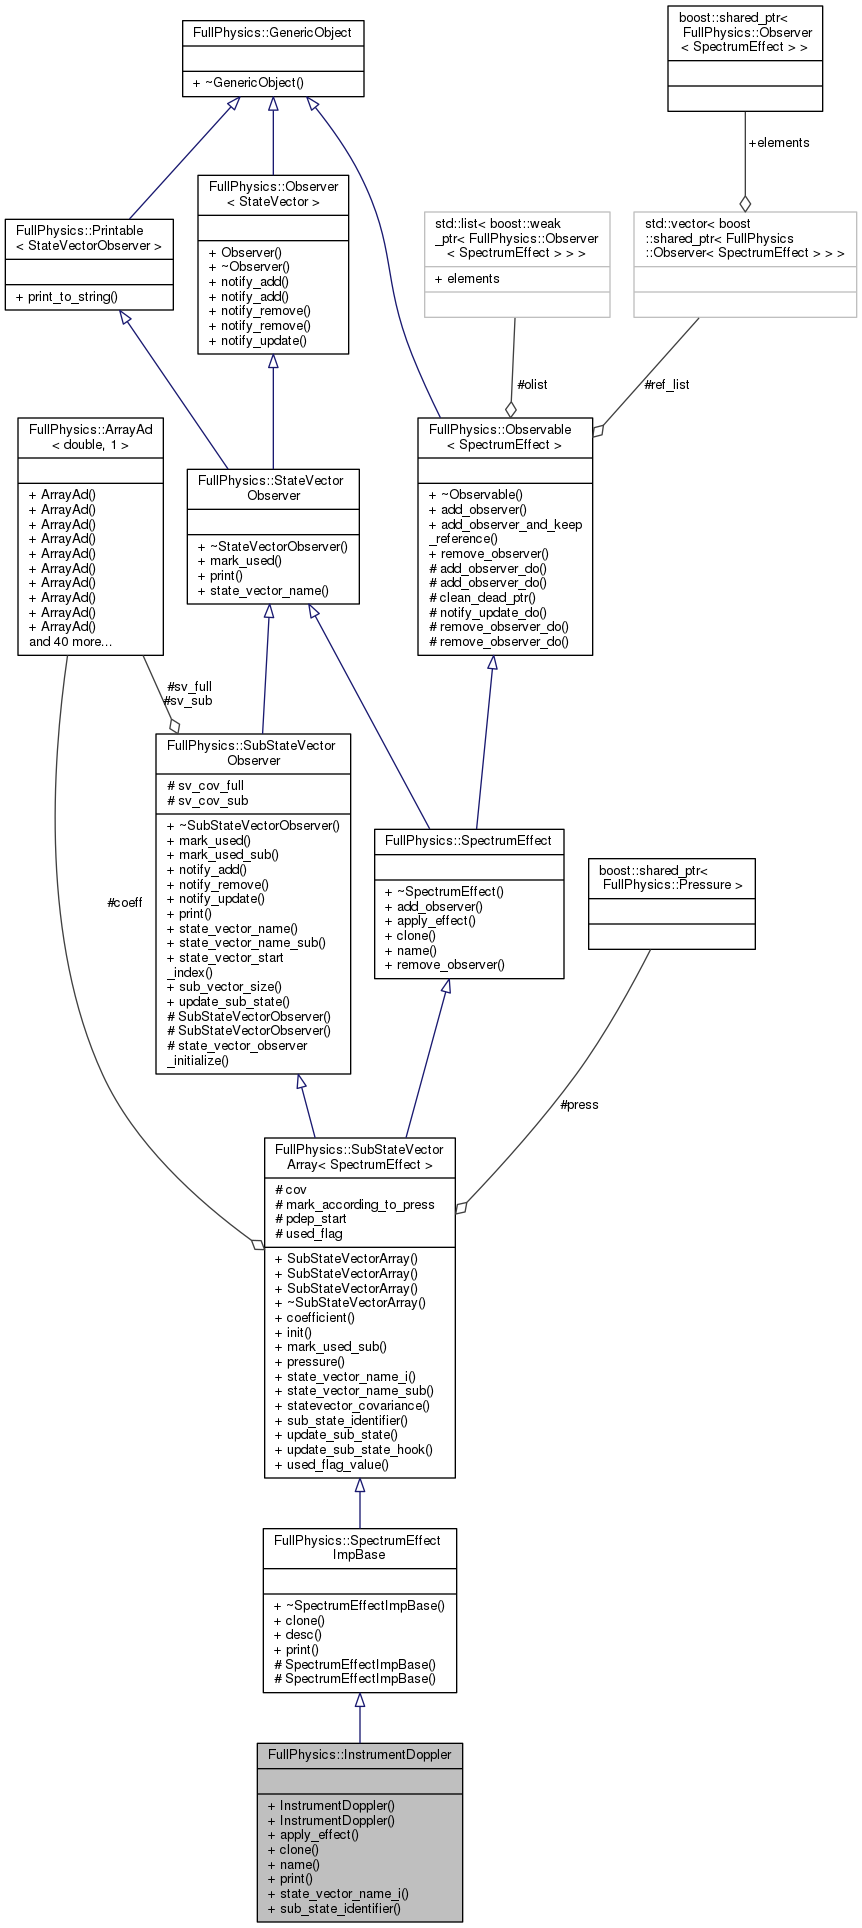 FullPhysics::GenericObject
+ ~GenericObject()
boost::shared_ptr<
FullPhysics::Observer
< SpectrumEffect > >
+elements
FullPhysics::Printable
< StateVectorObserver >
+ print_to_string()
FullPhysics::Observer
< StateVector >
+ Observer()
+ ~Observer()
+ notify_add()
+ notify_add()
+ notify_remove()
+ notify_remove()
+ notify_update()
std::list< boost::weak
_ptr< FullPhysics::Observer
< SpectrumEffect > > >
+ elements
std::vector< boost
::shared_ptr< FullPhysics
::Observer< SpectrumEffect > > >
#olist
#ref_list
FullPhysics::ArrayAd
< double, 1 >
+ ArrayAd()
+ ArrayAd()
+ ArrayAd()
+ ArrayAd()
+ ArrayAd()
+ ArrayAd()
+ ArrayAd()
+ ArrayAd()
+ ArrayAd()
+ ArrayAd()
and 40 more...
FullPhysics::StateVector
Observer
+ ~StateVectorObserver()
+ mark_used()
+ print()
+ state_vector_name()
FullPhysics::Observable
< SpectrumEffect >
+ ~Observable()
+ add_observer()
+ add_observer_and_keep
_reference()
+ remove_observer()
# add_observer_do()
# add_observer_do()
# clean_dead_ptr()
# notify_update_do()
# remove_observer_do()
# remove_observer_do()
#sv_full
#sv_sub
FullPhysics::SubStateVector
Observer
# sv_cov_full
# sv_cov_sub
+ ~SubStateVectorObserver()
+ mark_used()
+ mark_used_sub()
+ notify_add()
+ notify_remove()
+ notify_update()
+ print()
+ state_vector_name()
+ state_vector_name_sub()
+ state_vector_start
_index()
+ sub_vector_size()
+ update_sub_state()
# SubStateVectorObserver()
# SubStateVectorObserver()
# state_vector_observer
_initialize()
FullPhysics::SpectrumEffect
+ ~SpectrumEffect()
+ add_observer()
+ apply_effect()
+ clone()
+ name()
+ remove_observer()
boost::shared_ptr<
FullPhysics::Pressure >
#coeff
#press
FullPhysics::SubStateVector
Array< SpectrumEffect >
# cov
# mark_according_to_press
# pdep_start
# used_flag
+ SubStateVectorArray()
+ SubStateVectorArray()
+ SubStateVectorArray()
+ ~SubStateVectorArray()
+ coefficient()
+ init()
+ mark_used_sub()
+ pressure()
+ state_vector_name_i()
+ state_vector_name_sub()
+ statevector_covariance()
+ sub_state_identifier()
+ update_sub_state()
+ update_sub_state_hook()
+ used_flag_value()
FullPhysics::SpectrumEffect
ImpBase
+ ~SpectrumEffectImpBase()
+ clone()
+ desc()
+ print()
# SpectrumEffectImpBase()
# SpectrumEffectImpBase()
FullPhysics::InstrumentDoppler
+ InstrumentDoppler()
+ InstrumentDoppler()
+ apply_effect()
+ clone()
+ name()
+ print()
+ state_vector_name_i()
+ sub_state_identifier()